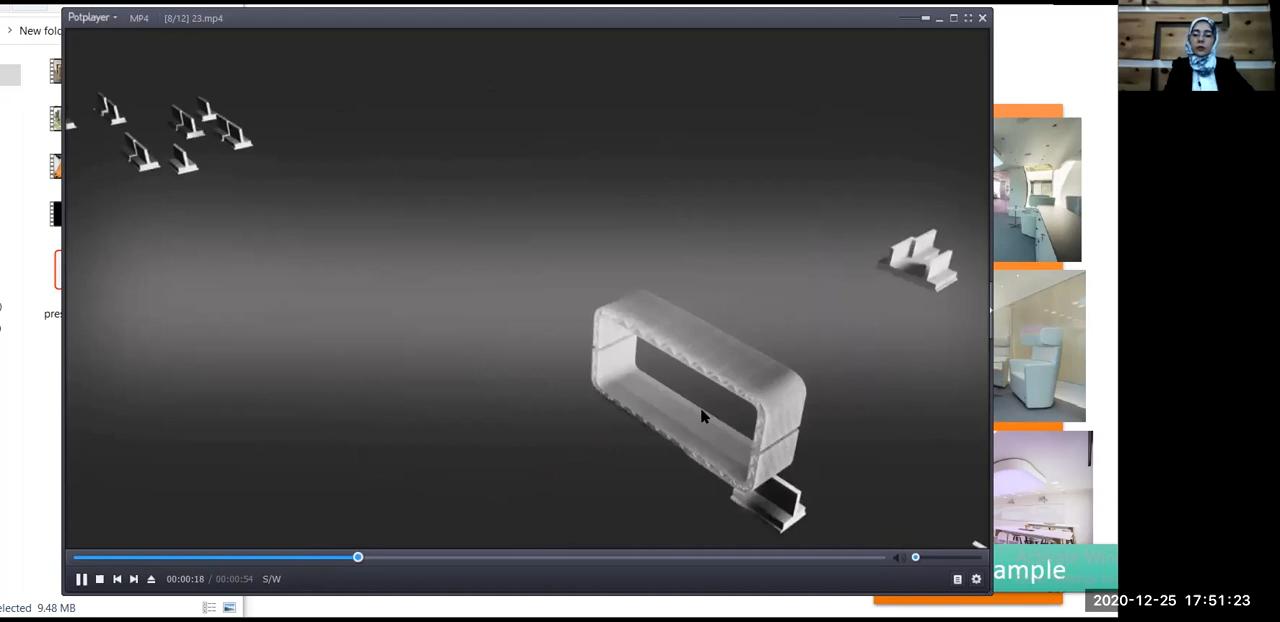 Potplayer MP4 [8/12] 23.mp4
New fold
pres
00:00:18 / 00:00:54 S/W
ample
elected 9.48 MB
2020-12-25 17:51:23